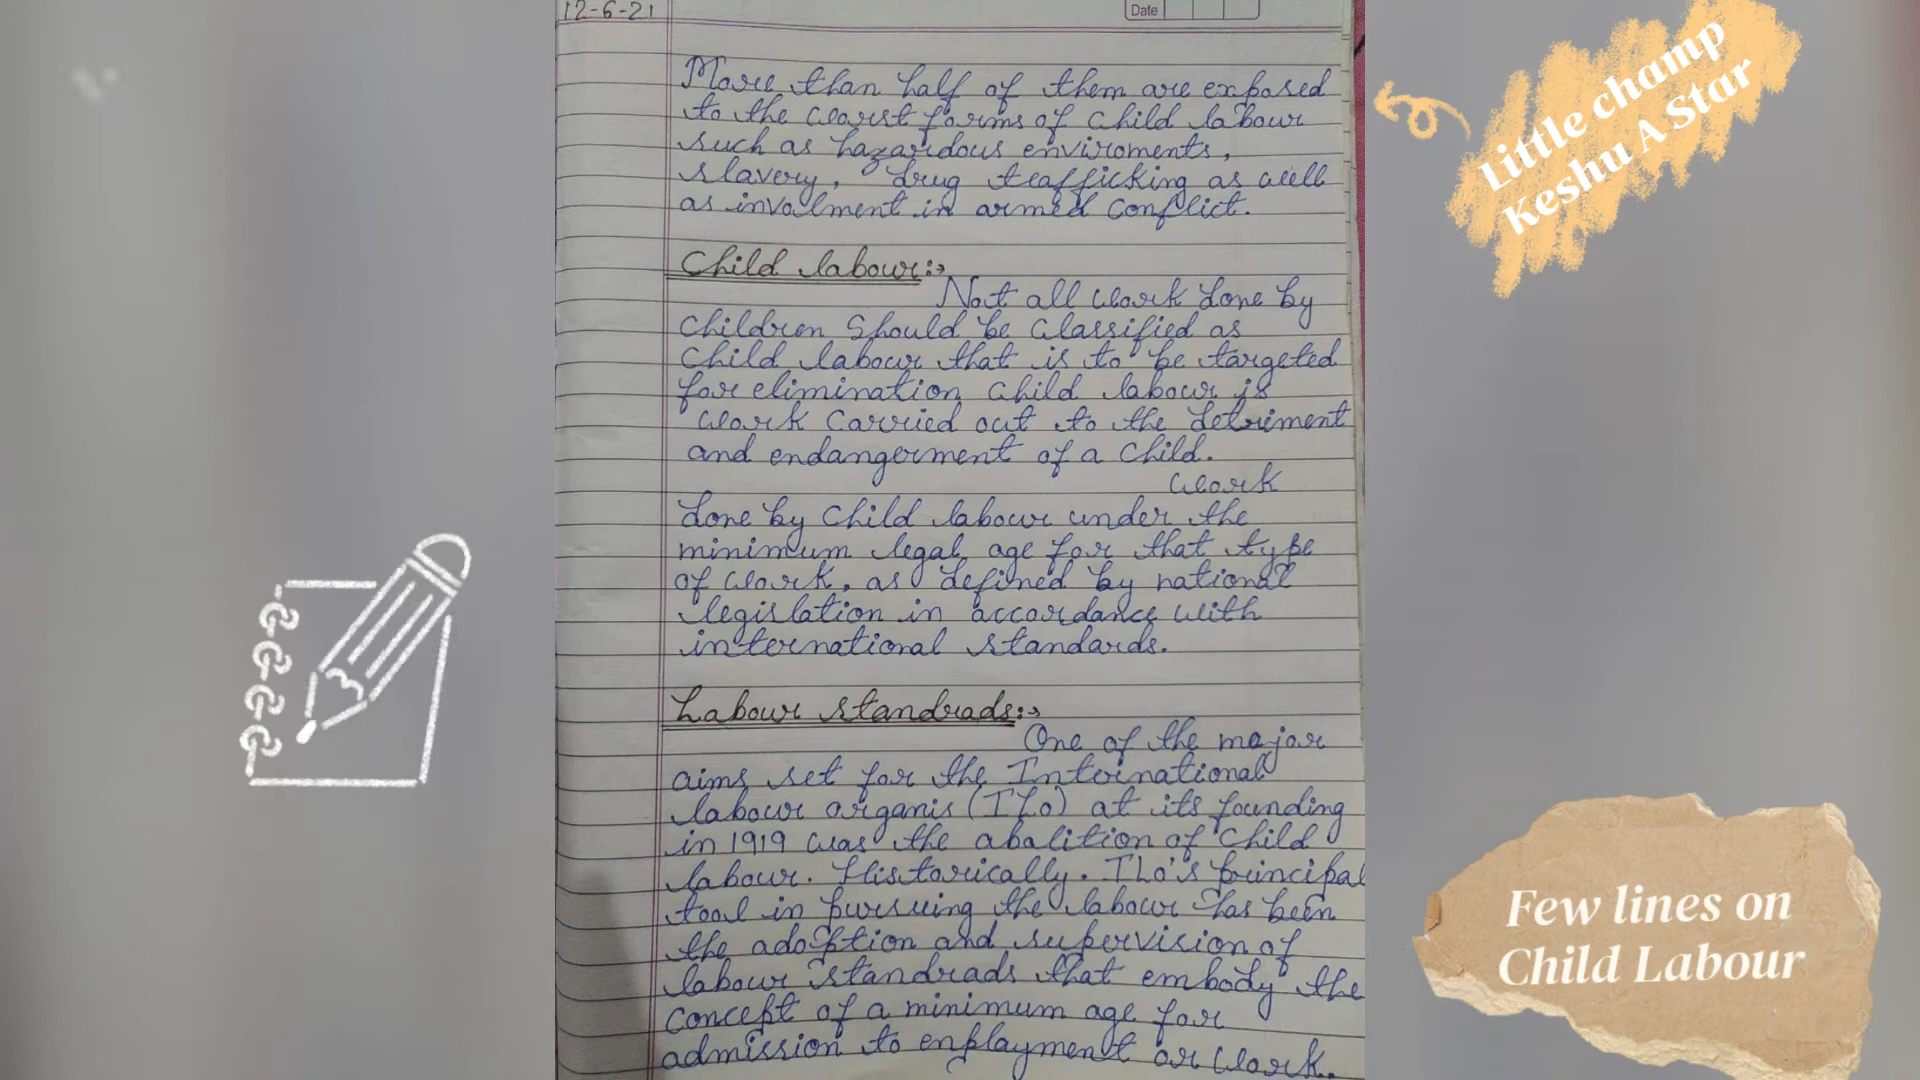 12-6-21
Date
More than half of them are exposed
to the worst forms of child labour
such as hazardous enviroments,
slavery, drug trafficking as well
as involment in armed conflict.
Child labour:→
Not all work done by
children should be classified as
child labour that is to be targeted
for elimination child labour is
work carried out to the detriment
and endangerment of a child.
work
done by child labour under the
minimum legal age for that type
of work, as defined by national
legislation in accordance with
international standards.
Labour standrads:→
One of the major
aims set for the International
labour organis (ILO) at its founding
in 1919 was the abolition of child
labour. Historically. ILO's principal
tool in pursuing the labour has been
the adoption and supervision of
labour standrads that embody the
concept of a minimum age for
admission to enployment or work.
Little champ
Keshu A Star
Few lines on
Child Labour